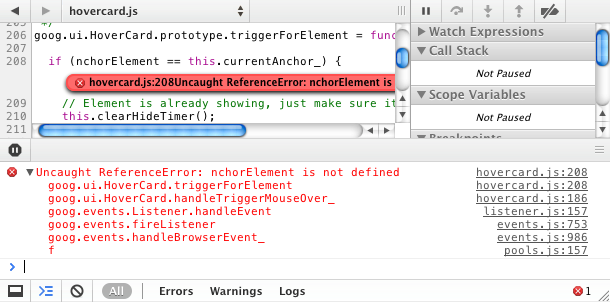 hovercard.js
205 */
206 goog.ui.HoverCard.prototype.triggerForElement = func
207
208 if (nchorElement == this.currentAnchor_) {
hovercard.js:208Uncaught ReferenceError: nchorElement is
209 // Element is already showing, just make sure it
210 this.clearHideTimer();
211
Watch Expressions
Call Stack
Not Paused
Scope Variables
Not Paused
Breakpoints
Uncaught ReferenceError: nchorElement is not defined hovercard.js:208
goog.ui.HoverCard.triggerForElement hovercard.js:208
goog.ui.HoverCard.handleTriggerMouseOver_ hovercard.js:186
goog.events.Listener.handleEvent listener.js:157
goog.events.fireListener events.js:753
goog.events.handleBrowserEvent_ events.js:986
f pools.js:157
>
All Errors Warnings Logs 1